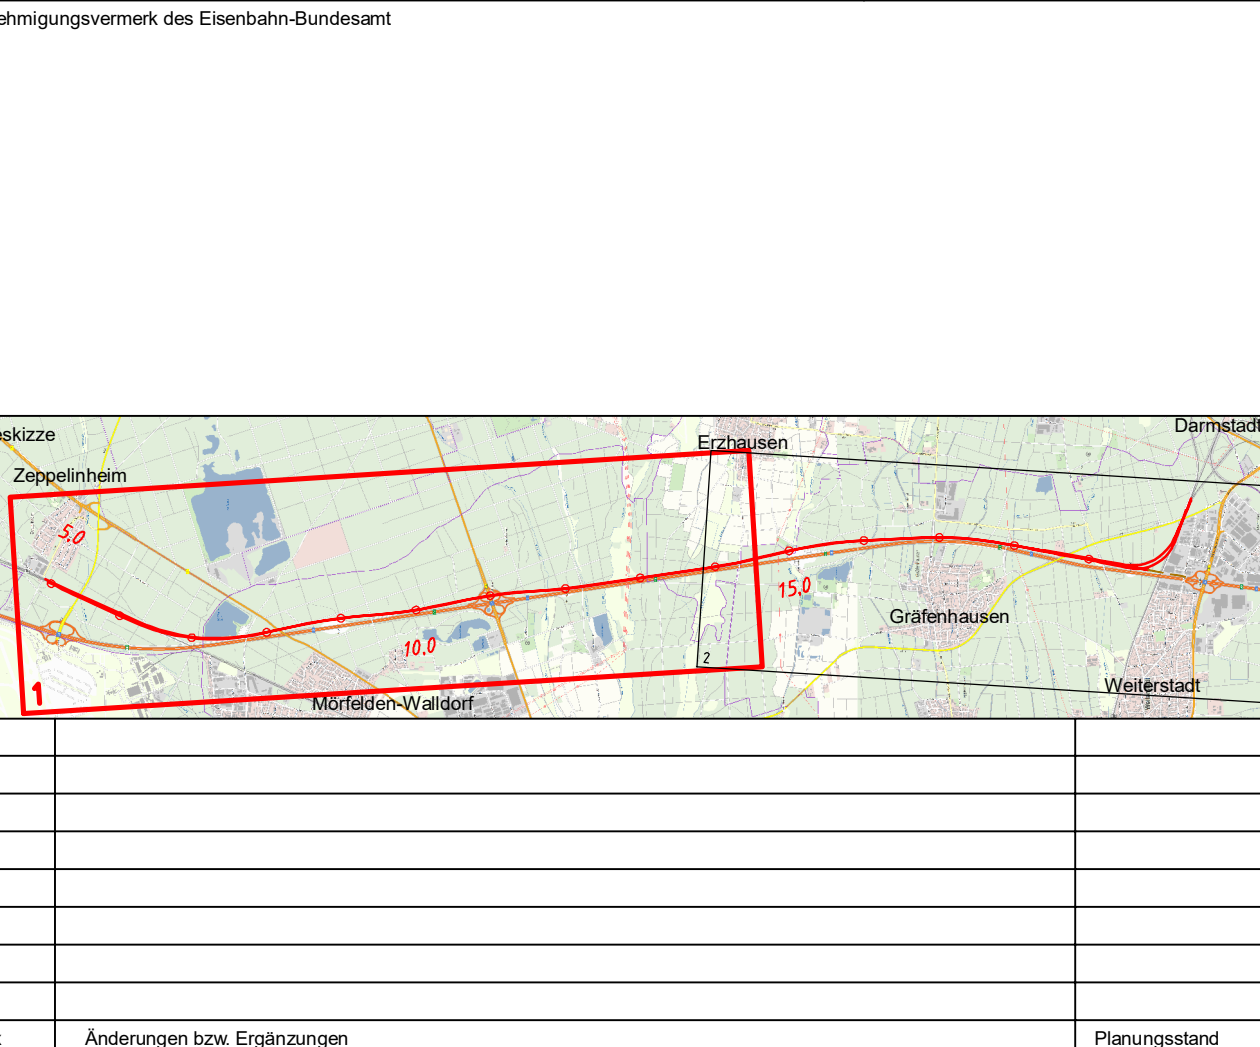 ehmigungsvermerk des Eisenbahn-Bundesamt
eskizze
Darmstadt
Erzhausen
Zeppelinheim
5.0
15.0
Gräfenhausen
10.0
2
1
Mörfelden-Walldorf
Weiterstadt
Änderungen bzw. Ergänzungen
Planungsstand